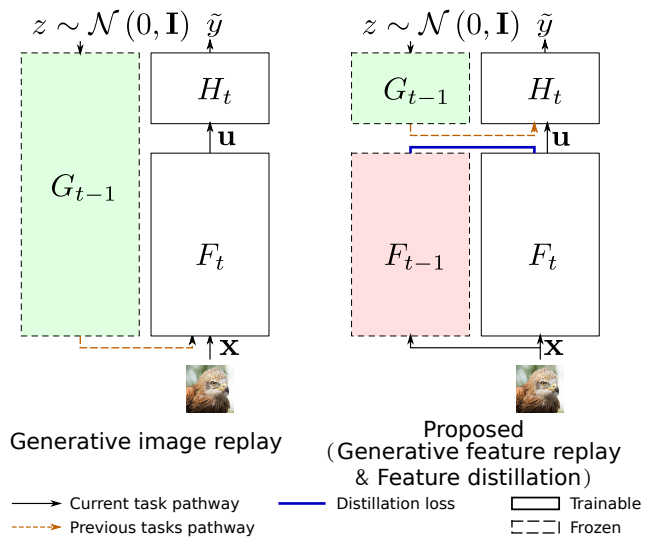 z ∼ 𝒩 (0, I) ỹ
H_t
u
G_{t−1}
F_t
x
Generative image replay
z ∼ 𝒩 (0, I) ỹ
G_{t−1}
H_t
u
F_{t−1}
F_t
x
Proposed
(Generative feature replay
& Feature distillation)
Current task pathway
Distillation loss
Trainable
Previous tasks pathway
Frozen